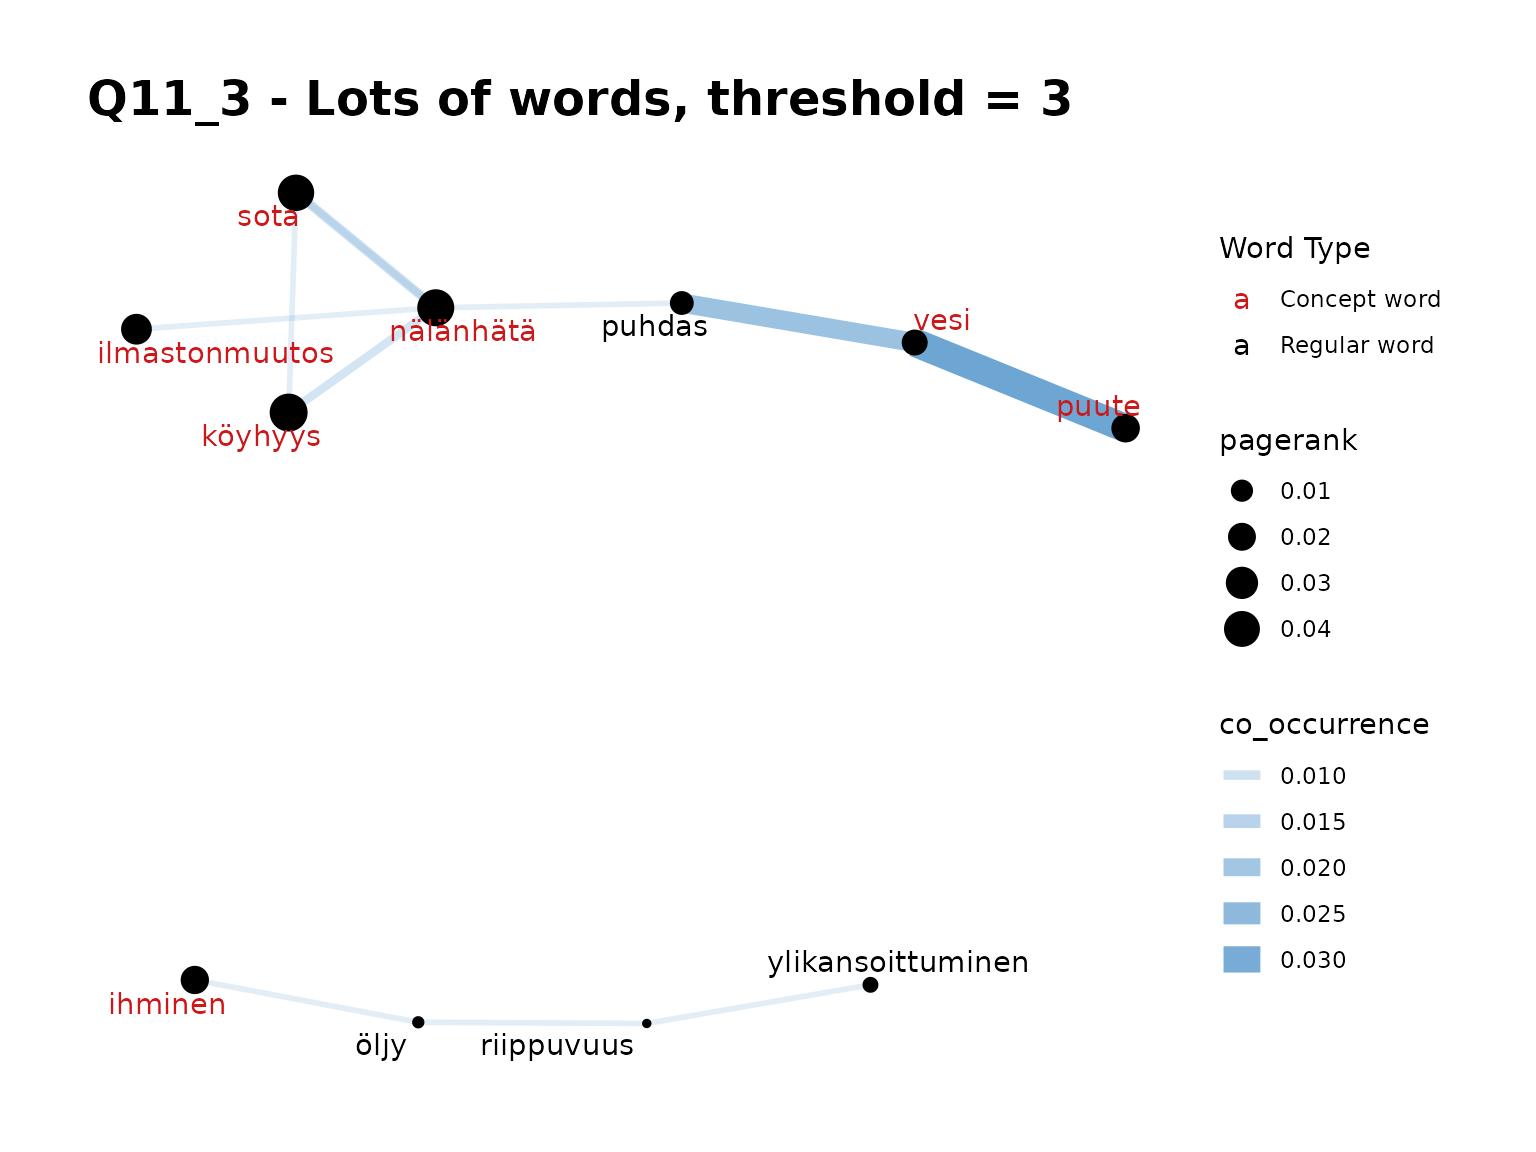 Q11_3 - Lots of words, threshold = 3
sota
nälänhätä
ilmastonmuutos
köyhyys
puhdas
vesi
puute
ihminen
öljy
riippuvuus
ylikansoittuminen
Word Type
a Concept word
a Regular word
pagerank
0.01
0.02
0.03
0.04
co_occurrence
0.010
0.015
0.020
0.025
0.030